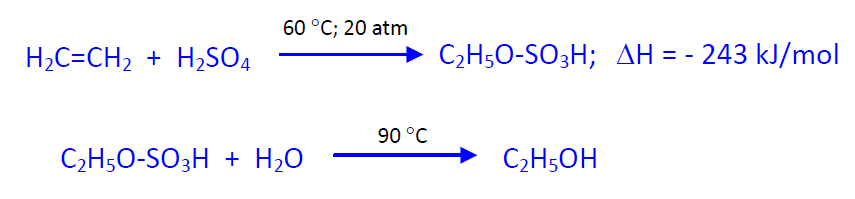 60 °C; 20 atm
H₂C=CH₂ + H₂SO₄ ⟶ C₂H₅O-SO₃H; ΔH = - 243 kJ/mol
90 °C
C₂H₅O-SO₃H + H₂O ⟶ C₂H₅OH